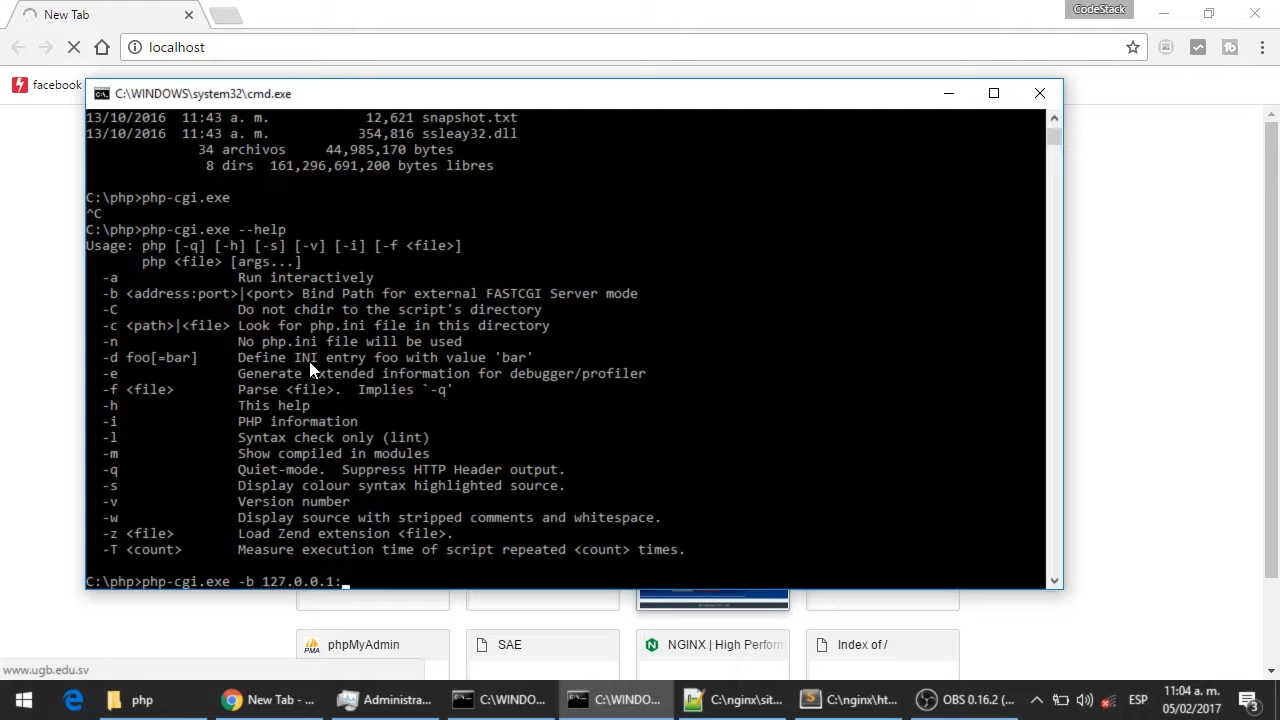 New Tab
CodeStack
localhost
facebook
C:\WINDOWS\system32\cmd.exe
13/10/2016  11:43 a. m.            12,621 snapshot.txt
13/10/2016  11:43 a. m.           354,816 ssleay32.dll
              34 archivos     44,985,170 bytes
               8 dirs  161,296,691,200 bytes libres
C:\php>php-cgi.exe
^C
C:\php>php-cgi.exe --help
Usage: php [-q] [-h] [-s] [-v] [-i] [-f <file>]
       php <file> [args...]
  -a               Run interactively
  -b <address:port>|<port> Bind Path for external FASTCGI Server mode
  -C               Do not chdir to the script's directory
  -c <path>|<file> Look for php.ini file in this directory
  -n               No php.ini file will be used
  -d foo[=bar]     Define INI entry foo with value 'bar'
  -e               Generate extended information for debugger/profiler
  -f <file>        Parse <file>.  Implies `-q'
  -h               This help
  -i               PHP information
  -l               Syntax check only (lint)
  -m               Show compiled in modules
  -q               Quiet-mode.  Suppress HTTP Header output.
  -s               Display colour syntax highlighted source.
  -v               Version number
  -w               Display source with stripped comments and whitespace.
  -z <file>        Load Zend extension <file>.
  -T <count>       Measure execution time of script repeated <count> times.
C:\php>php-cgi.exe -b 127.0.0.1:_
PMA phpMyAdmin
SAE
NGINX | High Perform
Index of /
www.ugb.edu.sv
php
New Tab - ...
Administra...
C:\WINDO...
C:\WINDO...
C:\nginx\sit...
C:\nginx\ht...
OBS 0.16.2 (...
ESP
11:04 a. m.
05/02/2017
3